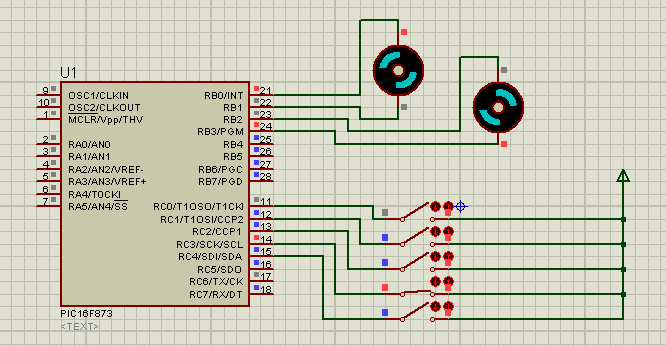 U1
9 OSC1/CLKIN RB0/INT 21
10 OSC2/CLKOUT RB1 22
1 MCLR/Vpp/THV RB2 23
RB3/PGM 24
2 RA0/AN0 RB4 25
3 RA1/AN1 RB5 26
4 RA2/AN2/VREF- RB6/PGC 27
5 RA3/AN3/VREF+ RB7/PGD 28
6 RA4/T0CKI
7 RA5/AN4/SS RC0/T1OSO/T1CKI 11
RC1/T1OSI/CCP2 12
RC2/CCP1 13
RC3/SCK/SCL 14
RC4/SDI/SDA 15
RC5/SDO 16
RC6/TX/CK 17
RC7/RX/DT 18
PIC16F873
<TEXT>